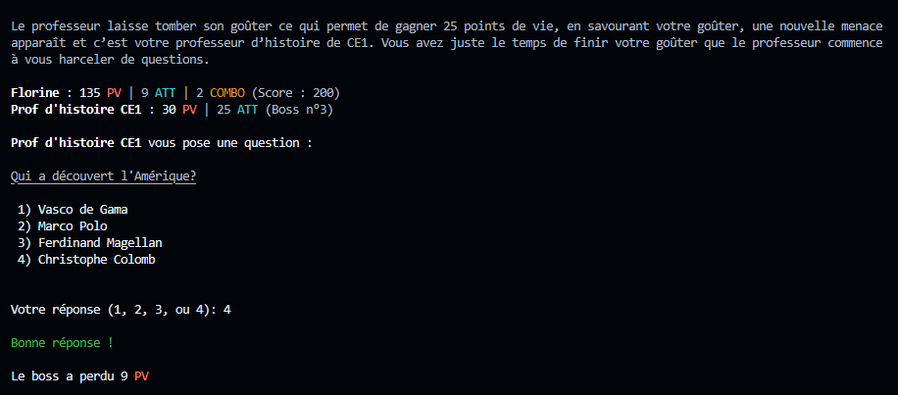 Le professeur laisse tomber son goûter ce qui permet de gagner 25 points de vie, en savourant votre goûter, une nouvelle menace
apparaît et c’est votre professeur d’histoire de CE1. Vous avez juste le temps de finir votre goûter que le professeur commence
à vous harceler de questions.
Florine : 135 PV | 9 ATT | 2 COMBO (Score : 200)
Prof d'histoire CE1 : 30 PV | 25 ATT (Boss n°3)
Prof d'histoire CE1 vous pose une question :
Qui a découvert l'Amérique?
1) Vasco de Gama
2) Marco Polo
3) Ferdinand Magellan
4) Christophe Colomb
Votre réponse (1, 2, 3, ou 4): 4
Bonne réponse !
Le boss a perdu 9 PV